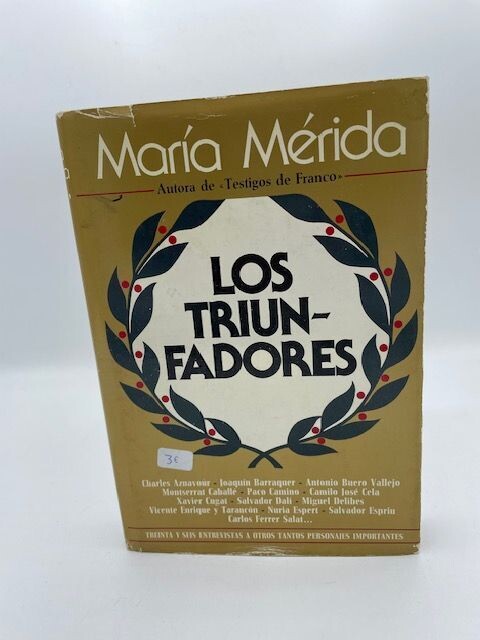 María Mérida
Autora de «Testigos de Franco»
LOS
TRIUN-
FADORES
3€
Charles Aznavour - Joaquín Barraquer - Antonio Buero Vallejo
Montserrat Caballé - Paco Camino - Camilo José Cela
Xavier Cugat - Salvador Dalí - Miguel Delibes
Vicente Enrique y Tarancón - Nuria Espert - Salvador Espriu
Carlos Ferrer Salat...
TREINTA Y SEIS ENTREVISTAS A OTROS TANTOS PERSONAJES IMPORTANTES